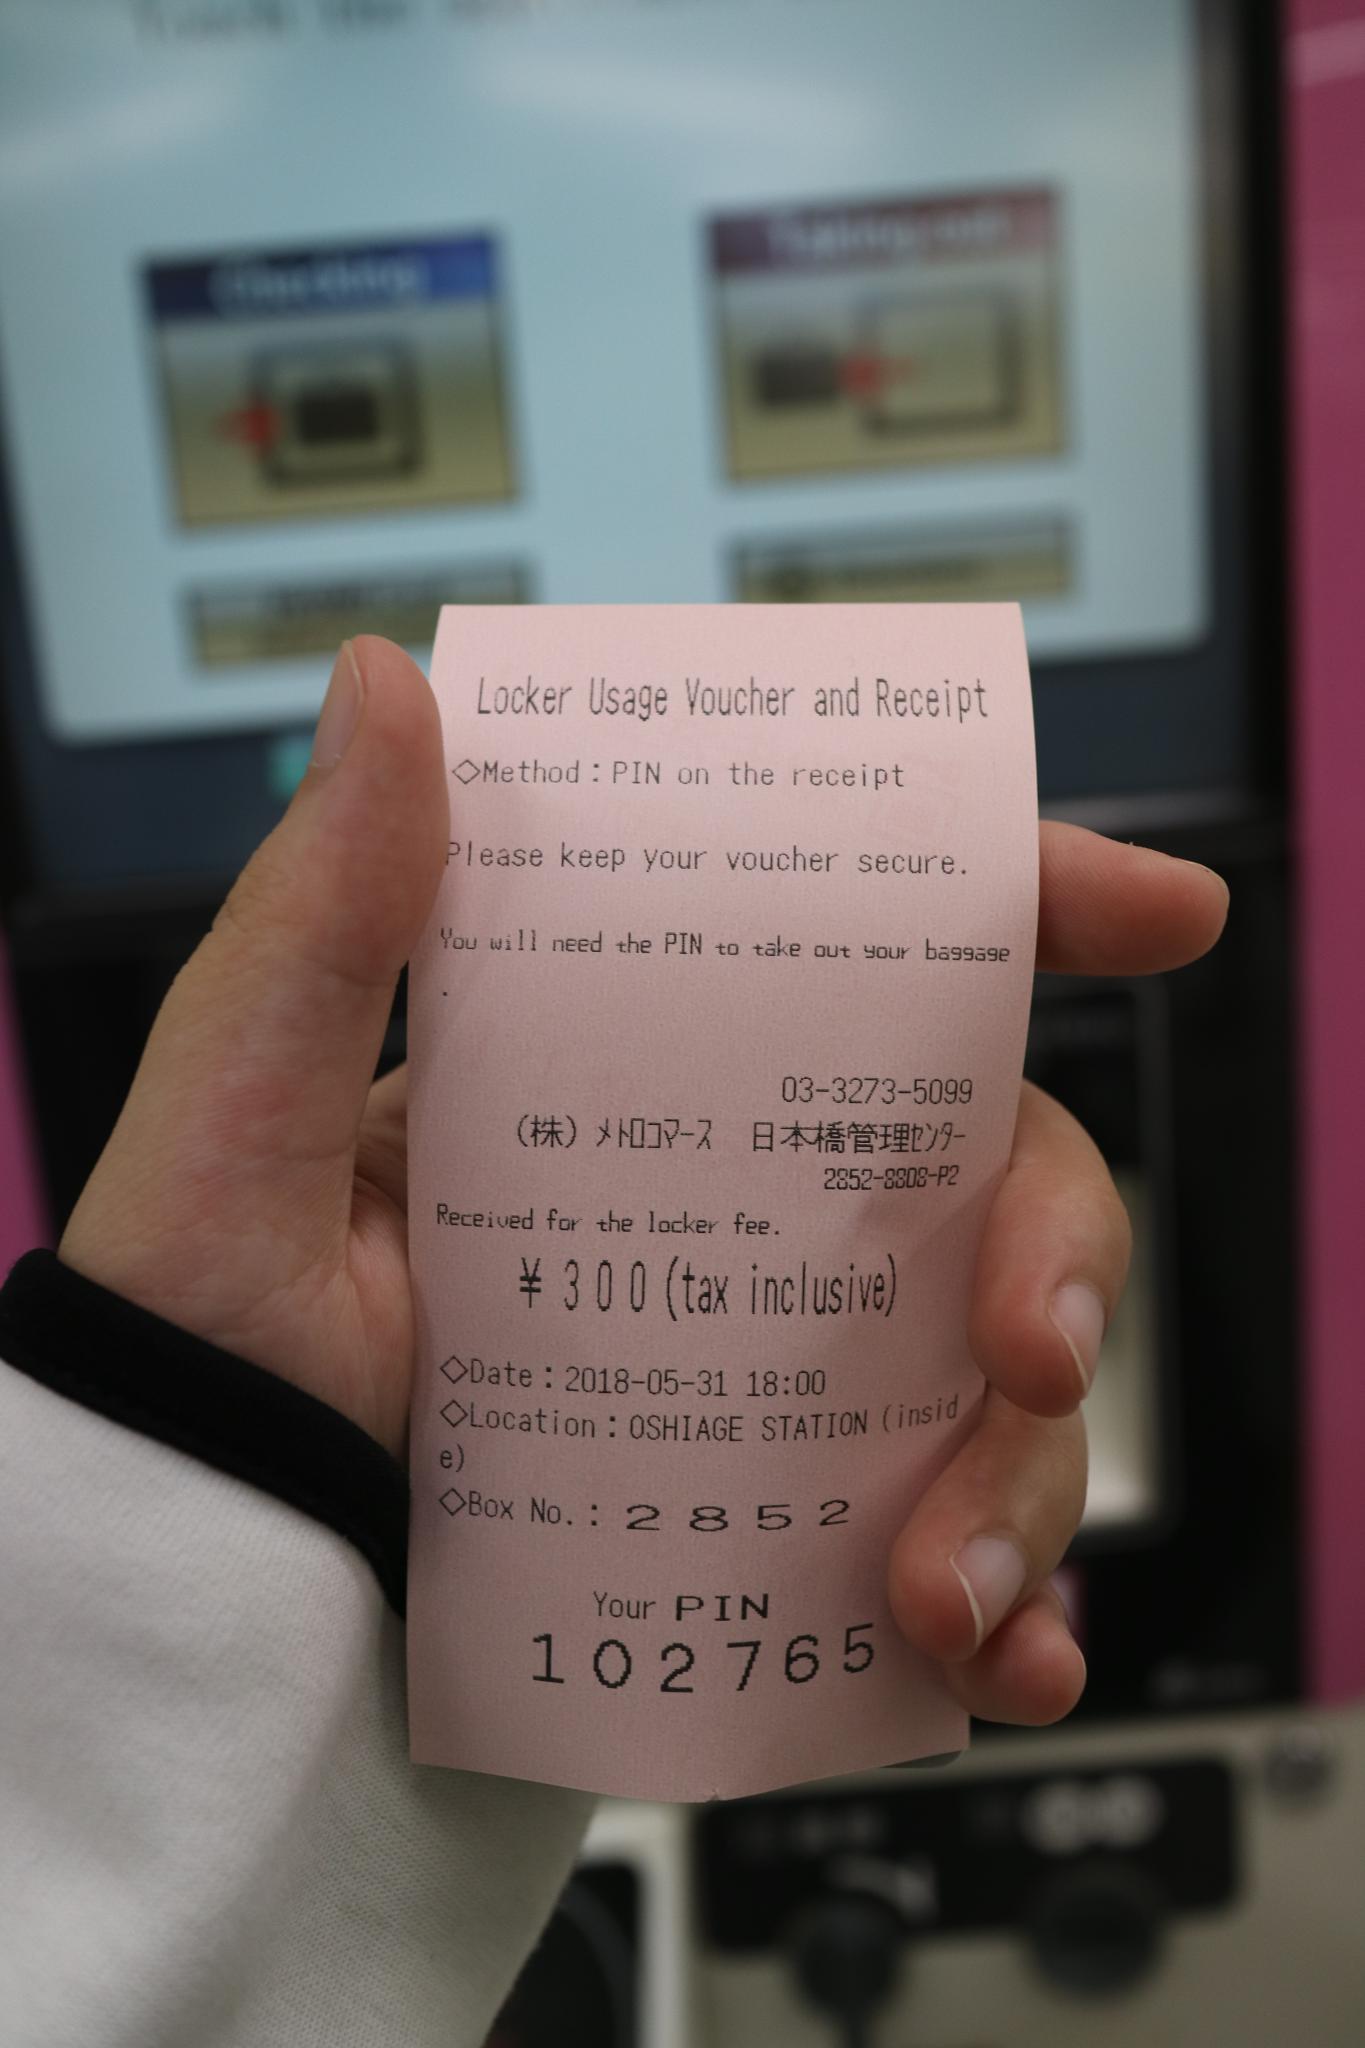 Checking
Taking out
Locker Usage Voucher and Receipt
◇Method：PIN on the receipt
Please keep your voucher secure.
You will need the PIN to take out your baggage
.
03-3273-5099
(株) メトロコマース 日本橋管理センター
2852-8808-P2
Received for the locker fee.
¥300(tax inclusive)
◇Date：2018-05-31 18:00
◇Location：OSHIAGE STATION (insid
e)
◇Box No.：2852
Your PIN
102765